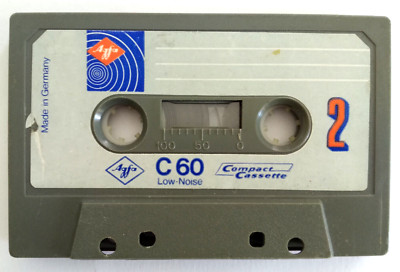 Agfa
Made in Germany
100 50 0
2
Agfa
C 60
Low-Noise
Compact
Cassette